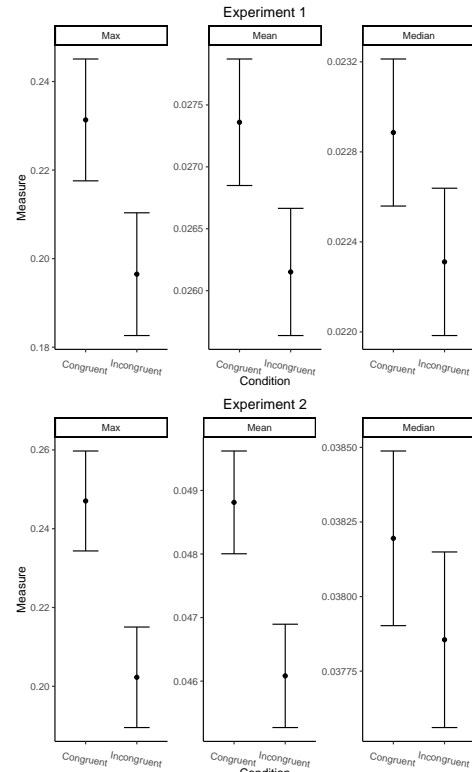 Experiment 1
Max Mean Median
0.24
0.22
0.20
0.18
0.0275
0.0270
0.0265
0.0260
0.0232
0.0228
0.0224
0.0220
Measure
Congruent Incongruent Congruent Incongruent Congruent Incongruent
Condition
Experiment 2
Max Mean Median
0.26
0.24
0.22
0.20
0.049
0.048
0.047
0.046
0.03850
0.03825
0.03800
0.03775
Measure
Congruent Incongruent Congruent Incongruent Congruent Incongruent
Condition